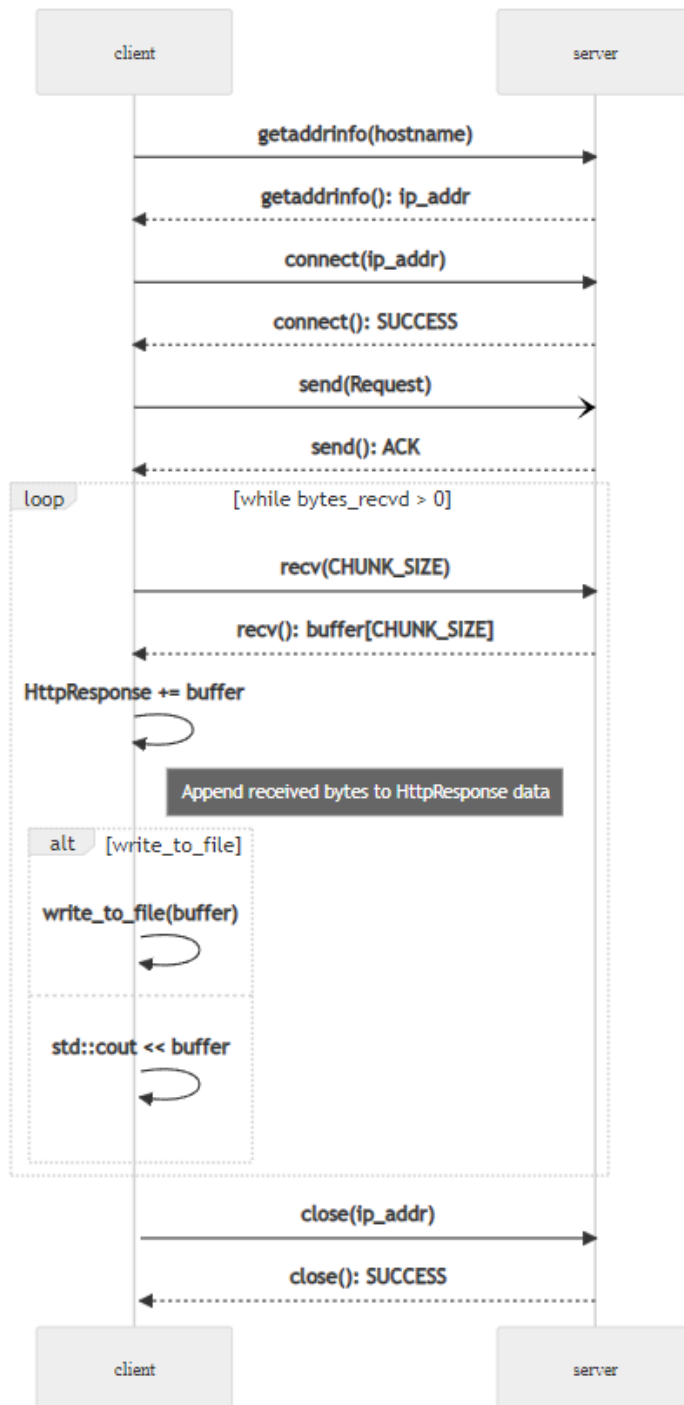 client
server
getaddrinfo(hostname)
getaddrinfo(): ip_addr
connect(ip_addr)
connect(): SUCCESS
send(Request)
send(): ACK
loop
[while bytes_recvd > 0]
recv(CHUNK_SIZE)
recv(): buffer[CHUNK_SIZE]
HttpResponse += buffer
Append received bytes to HttpResponse data
alt
[write_to_file]
write_to_file(buffer)
std::cout << buffer
close(ip_addr)
close(): SUCCESS
client
server